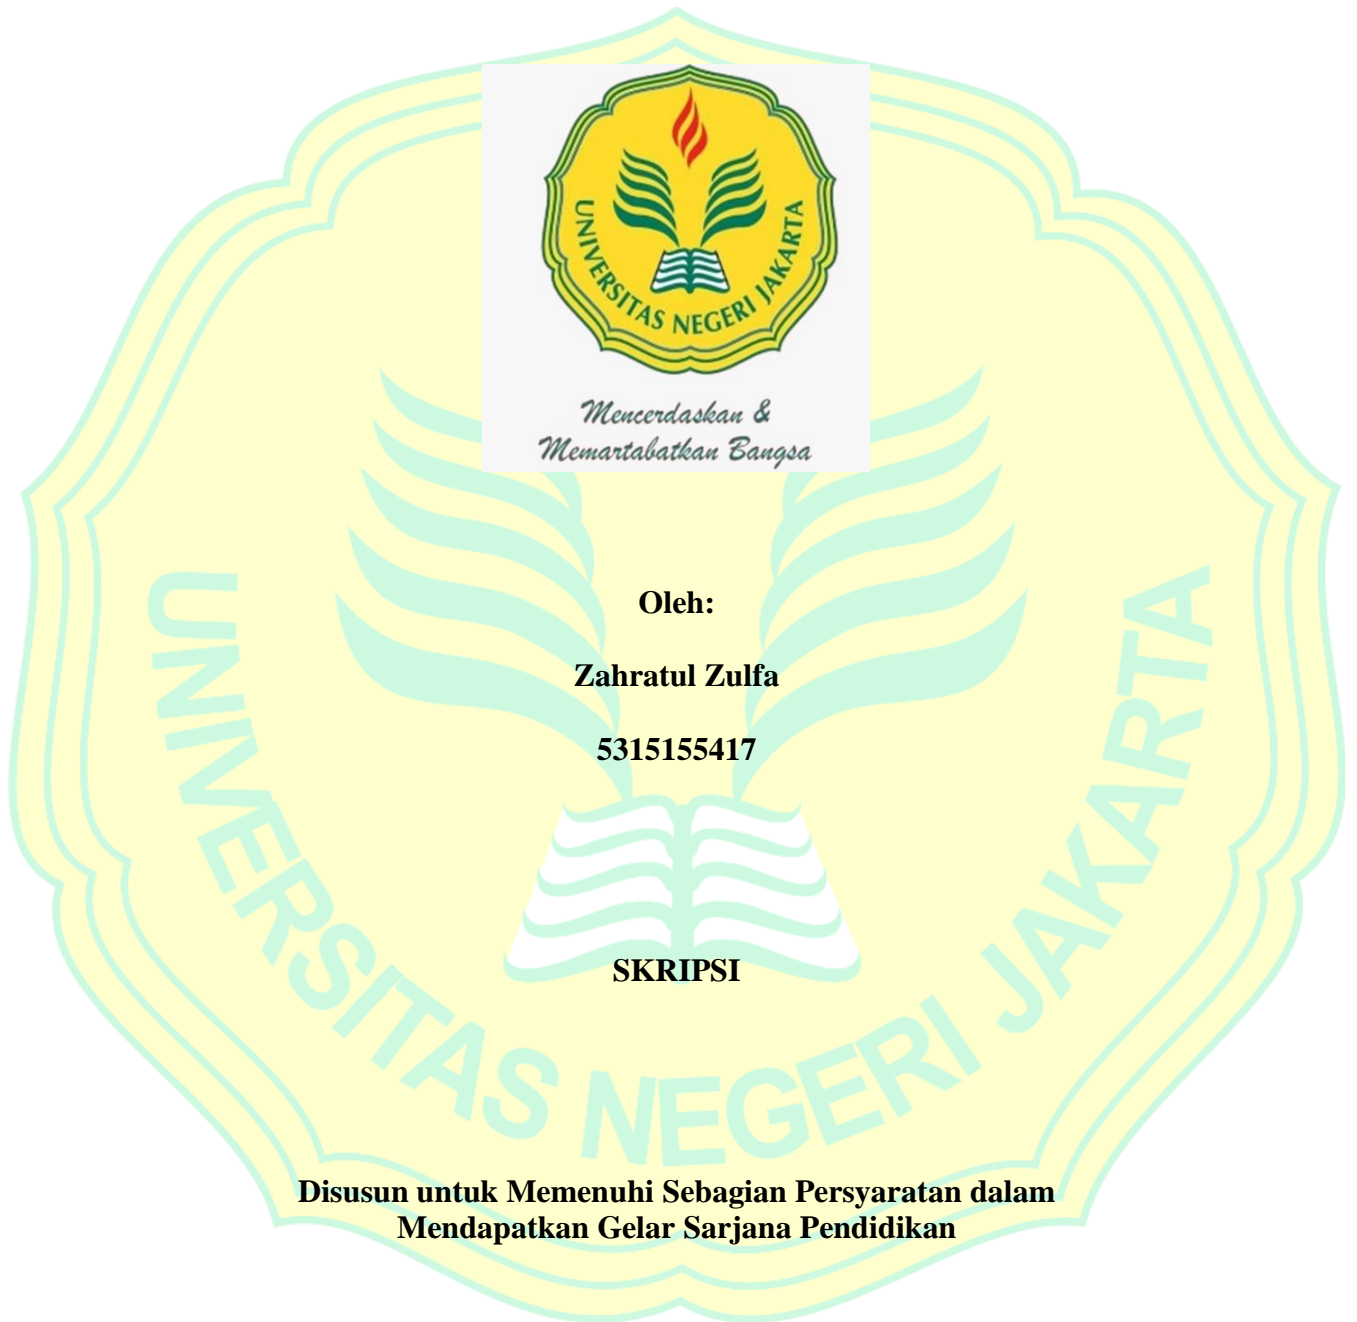 UNIVERSITAS NEGERI JAKARTA
Mencerdaskan &
Memartabatkan Bangsa
Oleh:
Zahratul Zulfa
5315155417
SKRIPSI
UNIVERSITAS NEGERI JAKARTA
Disusun untuk Memenuhi Sebagian Persyaratan dalam
Mendapatkan Gelar Sarjana Pendidikan